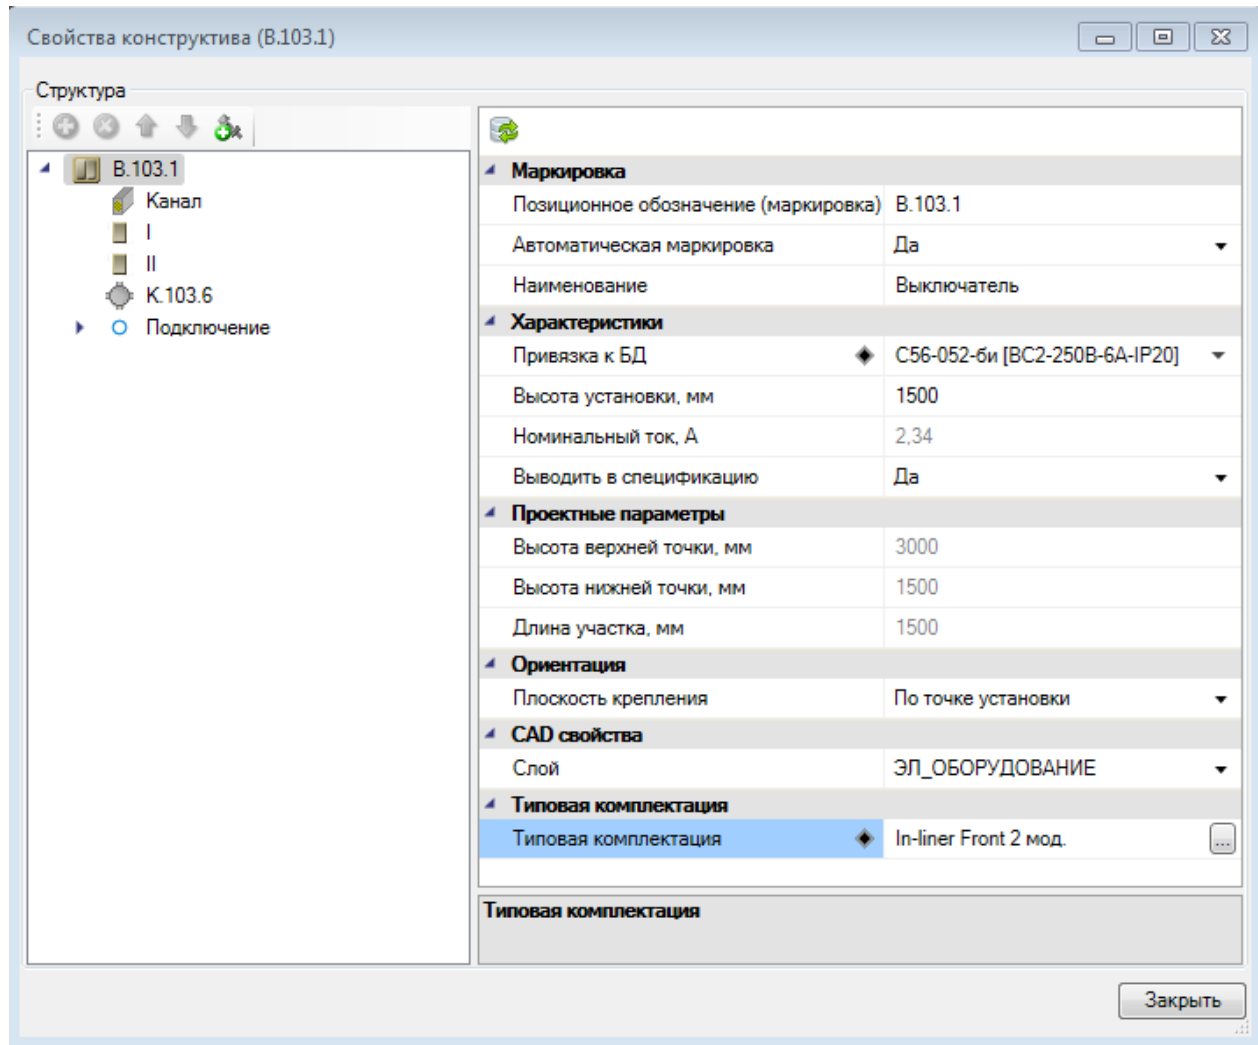 Свойства конструктива (В.103.1)
Структура
В.103.1
Канал
I
II
К.103.6
Подключение
Маркировка
Позиционное обозначение (маркировка) В.103.1
Автоматическая маркировка Да
Наименование Выключатель
Характеристики
Привязка к БД С56-052-би [ВС2-250В-6А-IP20]
Высота установки, мм 1500
Номинальный ток, А 2,34
Выводить в спецификацию Да
Проектные параметры
Высота верхней точки, мм 3000
Высота нижней точки, мм 1500
Длина участка, мм 1500
Ориентация
Плоскость крепления По точке установки
CAD свойства
Слой ЭЛ_ОБОРУДОВАНИЕ
Типовая комплектация
Типовая комплектация In-liner Front 2 мод. ...
Типовая комплектация
Закрыть